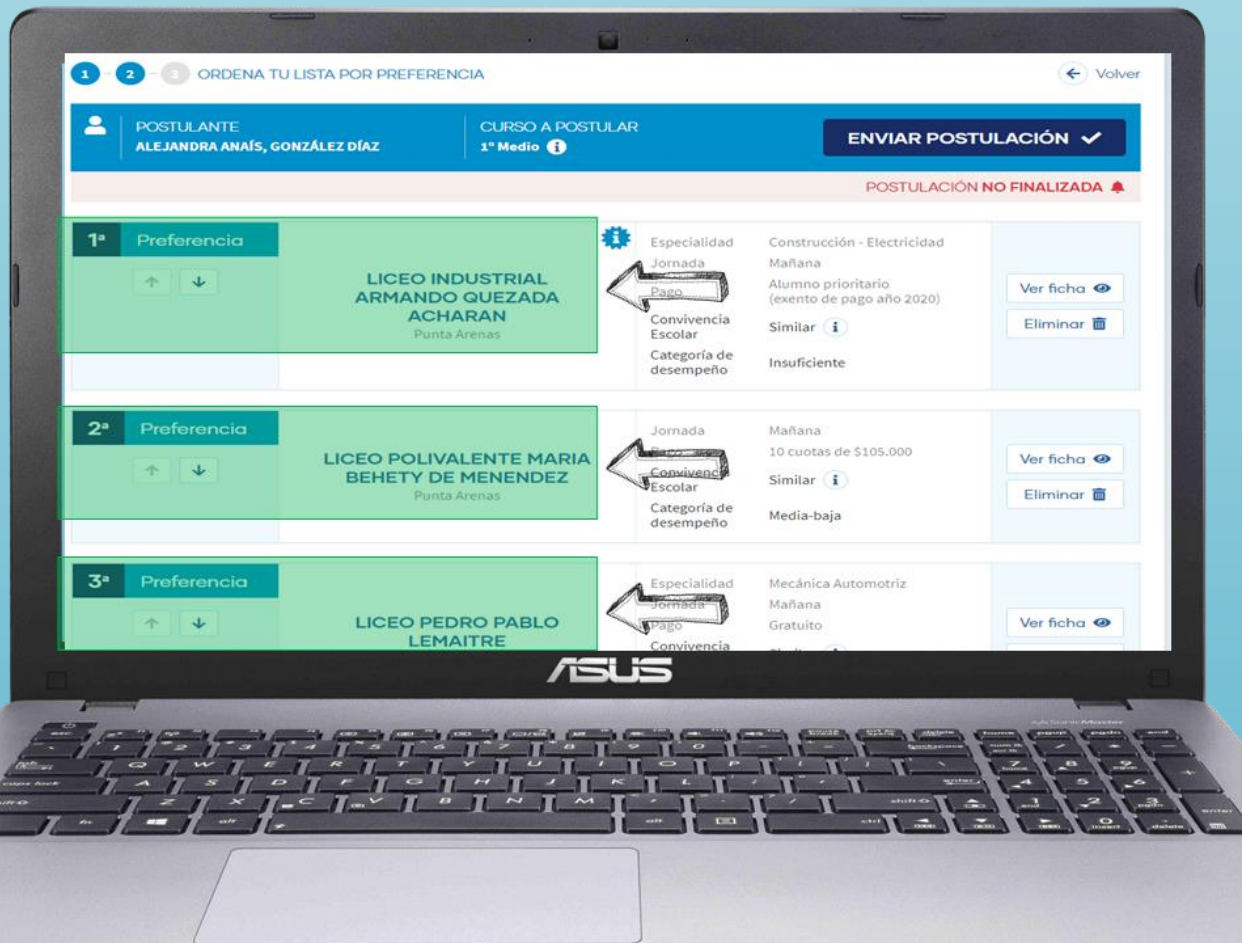 1 - 2 - 3 ORDENA TU LISTA POR PREFERENCIA
Volver
POSTULANTE
ALEJANDRA ANAÍS, GONZÁLEZ DÍAZ
CURSO A POSTULAR
1º Medio
ENVIAR POSTULACIÓN
POSTULACIÓN NO FINALIZADA
1ª Preferencia
LICEO INDUSTRIAL
ARMANDO QUEZADA
ACHARAN
Punta Arenas
Especialidad Construcción - Electricidad
Jornada Mañana
Pago Alumno prioritario
(exento de pago año 2020)
Convivencia
Escolar
Similar
Categoría de
desempeño
Insuficiente
Ver ficha
Eliminar
2ª Preferencia
LICEO POLIVALENTE MARIA
BEHETY DE MENENDEZ
Punta Arenas
Jornada Mañana
10 cuotas de $105.000
Convivencia
Escolar
Similar
Categoría de
desempeño
Media-baja
Ver ficha
Eliminar
3ª Preferencia
LICEO PEDRO PABLO
LEMAITRE
Especialidad Mecánica Automotriz
Jornada Mañana
Pago Gratuito
Convivencia
Ver ficha
ASUS